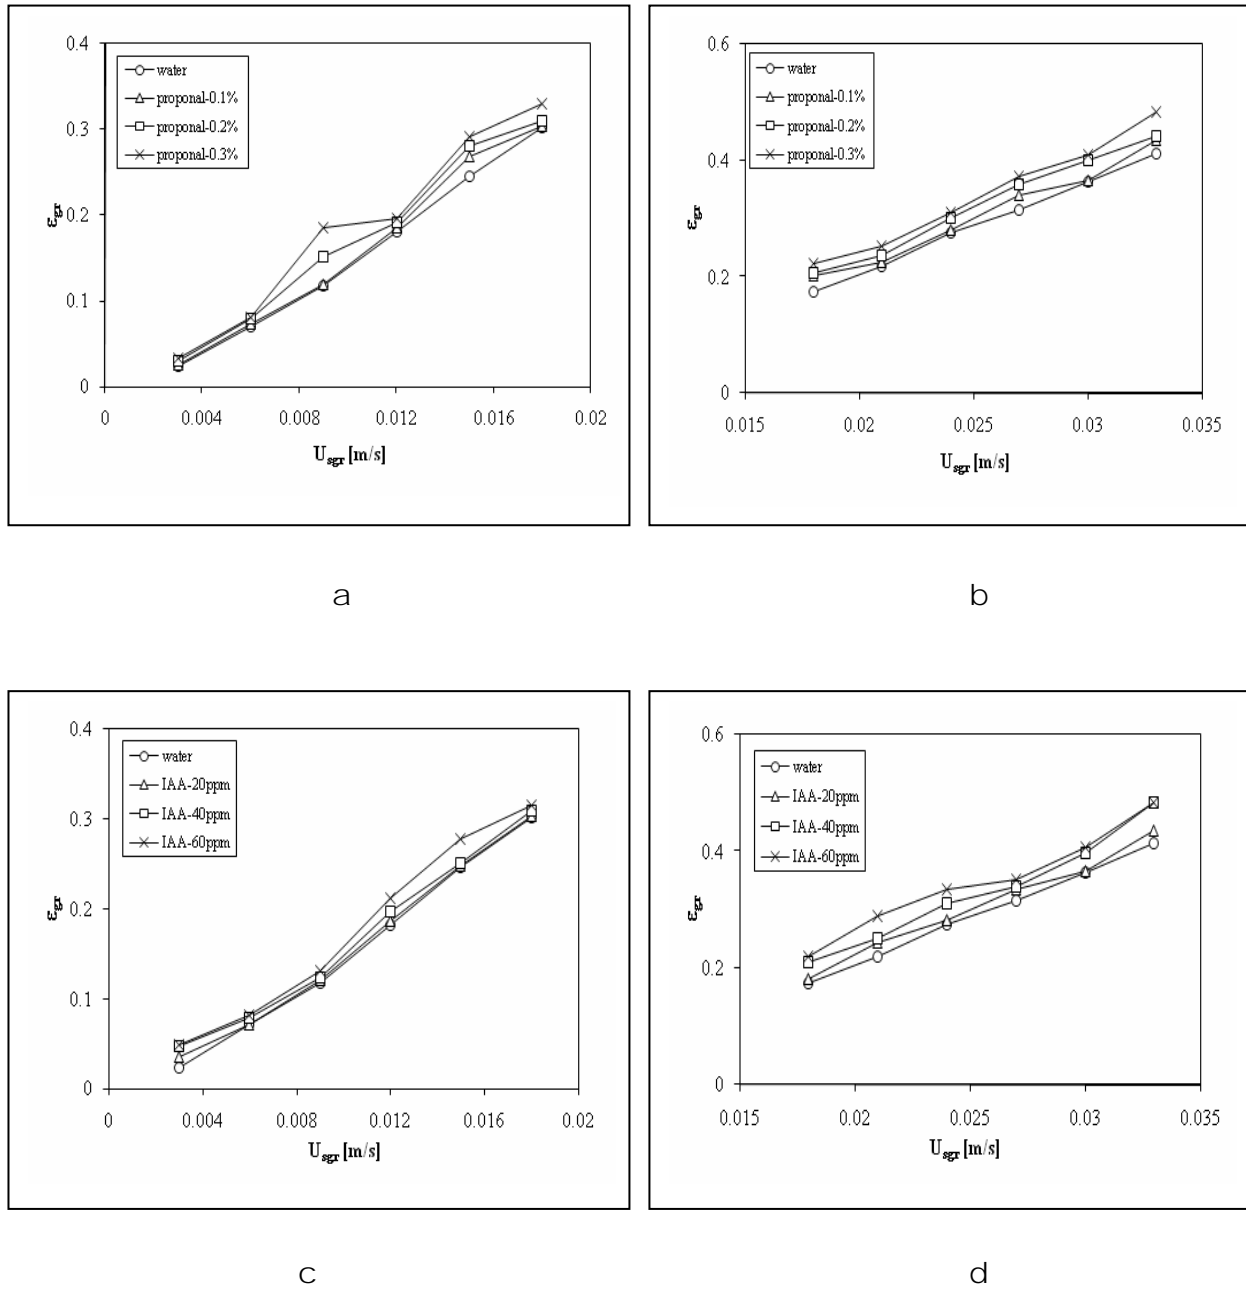 0.4
0.3
0.2
0.1
0
water
proponal-0.1%
proponal-0.2%
proponal-0.3%
εgr
0 0.004 0.008 0.012 0.016 0.02
Usgr [m/s]
a
0.6
0.4
0.2
0
water
proponal-0.1%
proponal-0.2%
proponal-0.3%
εgr
0.015 0.02 0.025 0.03 0.035
Usgr [m/s]
b
0.4
0.3
0.2
0.1
0
water
IAA-20ppm
IAA-40ppm
IAA-60ppm
εgr
0 0.004 0.008 0.012 0.016 0.02
Usgr [m/s]
c
0.6
0.4
0.2
0
water
IAA-20ppm
IAA-40ppm
IAA-60ppm
εgr
0.015 0.02 0.025 0.03 0.035
Usgr [m/s]
d